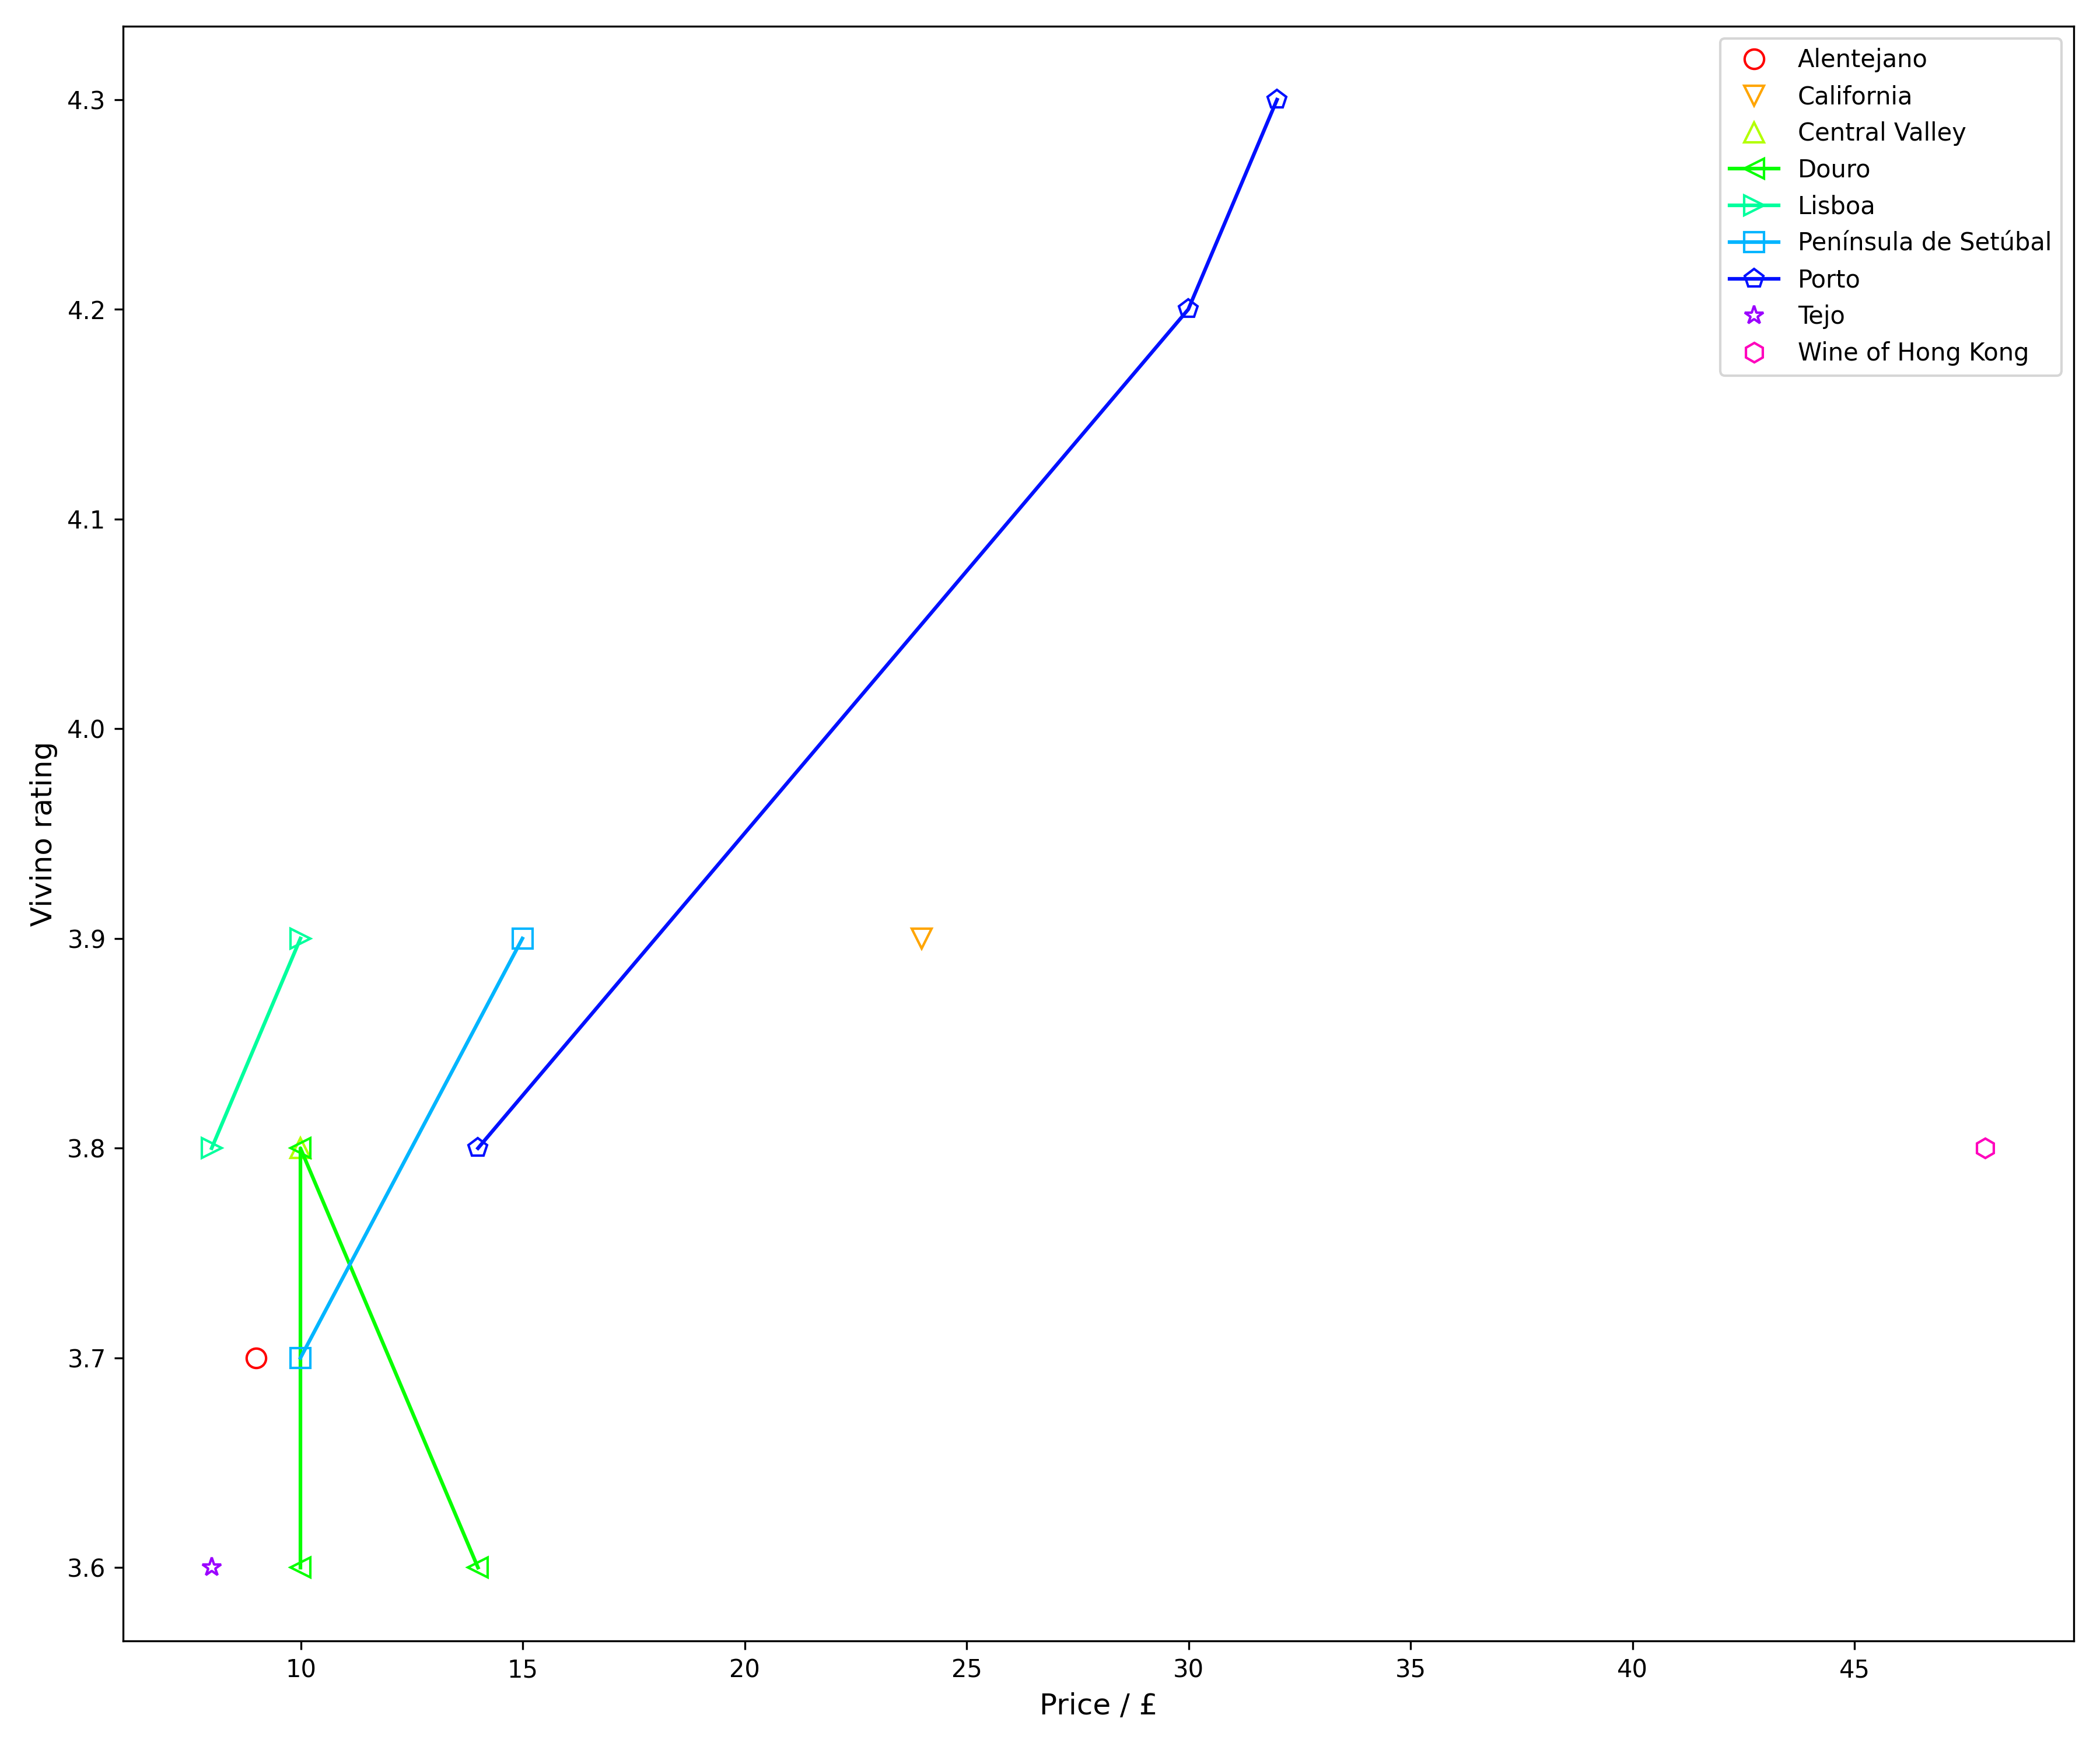 4.3
4.2
4.1
4.0
3.9
3.8
3.7
3.6
Vivino rating
10 15 20 25 30 35 40 45
Price / £
Alentejano
California
Central Valley
Douro
Lisboa
Península de Setúbal
Porto
Tejo
Wine of Hong Kong